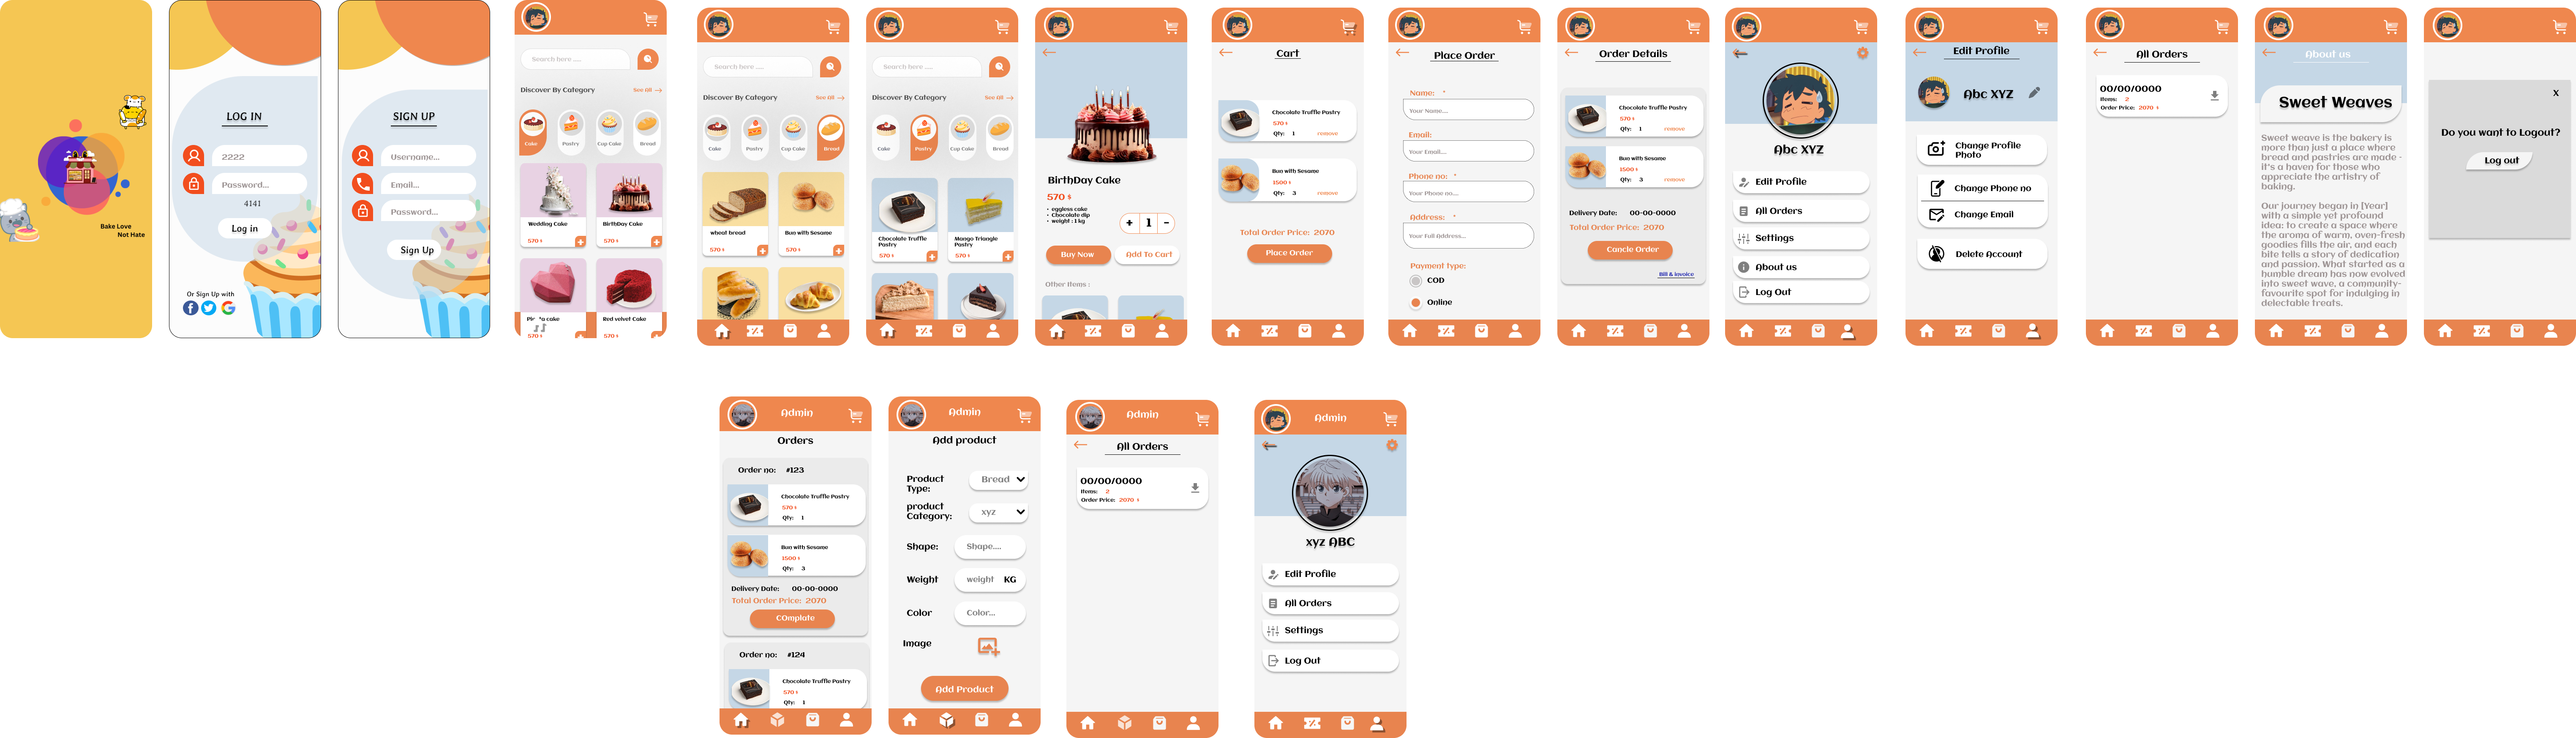 Bake Love
Not Hate
LOG IN
2222
Password...
4141
Log in
Or Sign Up with
SIGN UP
Username...
Email...
Password...
Sign Up
Search here ....
Discover By Category
See All →
Cake
Pastry
Cup Cake
Bread
Wedding Cake
570 $
BirthDay Cake
570 $
a cake
570 $
Red velvet Cake
570 $
Search here ....
Discover By Category
See All →
Cake
Pastry
Cup Cake
Bread
wheat bread
570 $
Bun with Sesame
570 $
Search here ....
Discover By Category
See All →
Cake
Pastry
Cup Cake
Bread
Chocolate Truffle
Pastry
570 $
Mango Triangle
Pastry
570 $
BirthDay Cake
570 $
• eggless cake
• Chocolate dip
• weight : 1 kg
+ 1 -
Buy Now
Add To Cart
Other Items :
Cart
Chocolate Truffle Pastry
570 $
Qty: 1 remove
Bun with Sesame
1500 $
Qty: 3 remove
Total Order Price: 2070
Place Order
Place Order
Name: *
Your Name....
Email:
Your Email....
Phone no: *
Your Phone no....
Address: *
Your Full Address...
Payment type:
COD
Online
Order Details
Chocolate Truffle Pastry
570 $
Qty: 1 remove
Bun with Sesame
1500 $
Qty: 3 remove
Delivery Date: 00-00-0000
Total Order Price: 2070
Cancle Order
Bill & invoice
Abc XYZ
Edit Profile
All Orders
Settings
About us
Log Out
Edit Profile
Abc XYZ
Change Profile
Photo
Change Phone no
Change Email
Delete Account
All Orders
00/00/0000
Items: 2
Order Price: 2070 $
About us
Sweet Weaves
Sweet weave is the bakery is
more than just a place where
bread and pastries are made -
it's a haven for those who
appreciate the artistry of
baking.
Our journey began in [Year]
with a simple yet profound
idea: to create a space where
the aroma of warm, oven-fresh
goodies fills the air, and each
bite tells a story of dedication
and passion. What started as a
humble dream has now evolved
into sweet wave, a community-
favourite spot for indulging in
delectable treats.
X
Do you want to Logout?
Log out
Admin
Orders
Order no: #123
Chocolate Truffle Pastry
570 $
Qty: 1
Bun with Sesame
1500 $
Qty: 3
Delivery Date: 00-00-0000
Total Order Price: 2070
COmplate
Order no: #124
Chocolate Truffle Pastry
570 $
Qty: 1
Admin
Add product
Product
Type:
Bread
product
Category:
xyz
Shape:
Shape....
Weight
weight KG
Color
Color...
Image
Add Product
Admin
All Orders
00/00/0000
Items: 2
Order Price: 2070 $
Admin
xyz ABC
Edit Profile
All Orders
Settings
Log Out